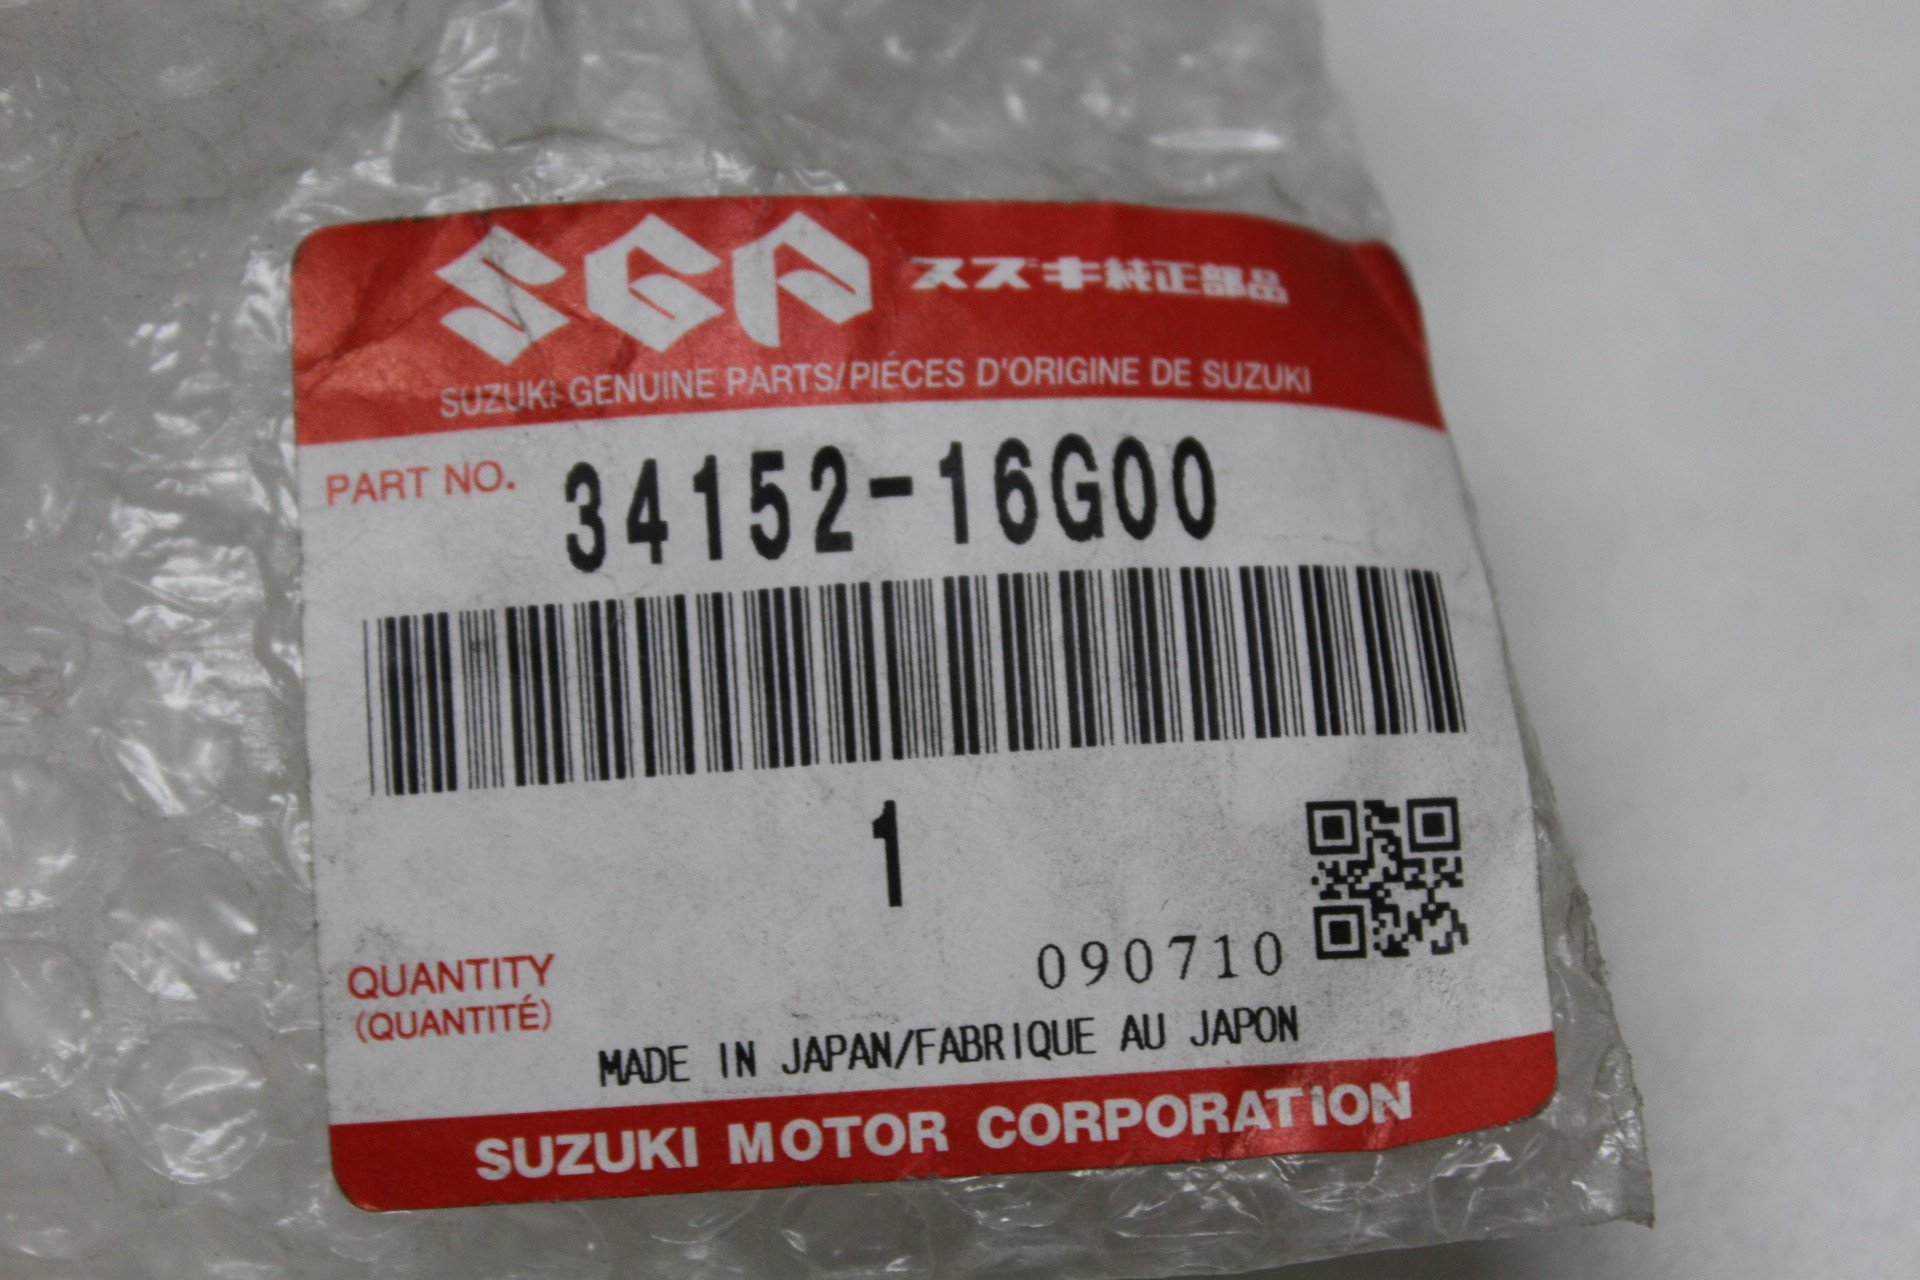 SGP スズキ純正部品
SUZUKI GENUINE PARTS/PIÉCES D'ORIGINE DE SUZUKI
PART NO. 34152-16G00
1
090710
QUANTITY
(QUANTITÉ)
MADE IN JAPAN/FABRIQUE AU JAPON
SUZUKI MOTOR CORPORATION